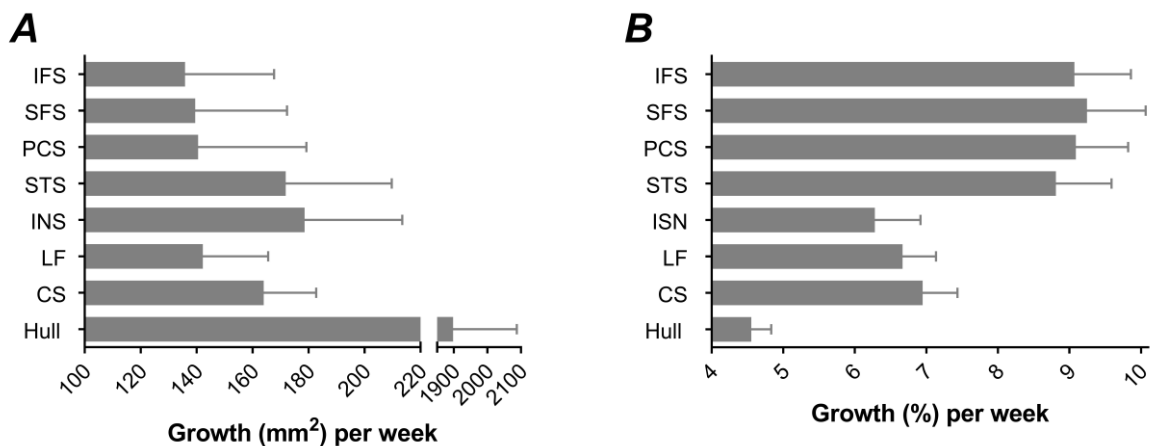 A
IFS
SFS
PCS
STS
INS
LF
CS
Hull
100
120
140
160
180
200
220
1900
2000
2100
Growth (mm²) per week
B
IFS
SFS
PCS
STS
ISN
LF
CS
Hull
4
5
6
7
8
9
10
Growth (%) per week